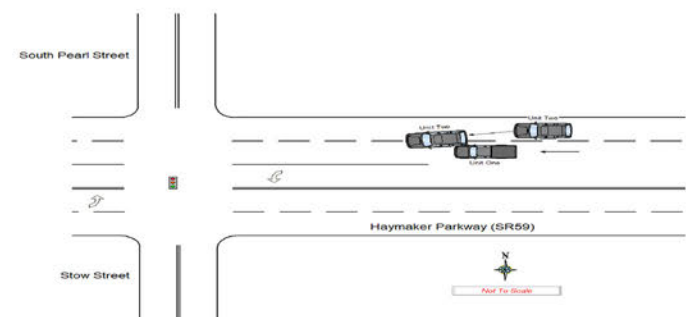 South Pearl Street
Unit Two
Unit Two
Unit One
Haymaker Parkway (SR59)
N
Stow Street
Not To Scale